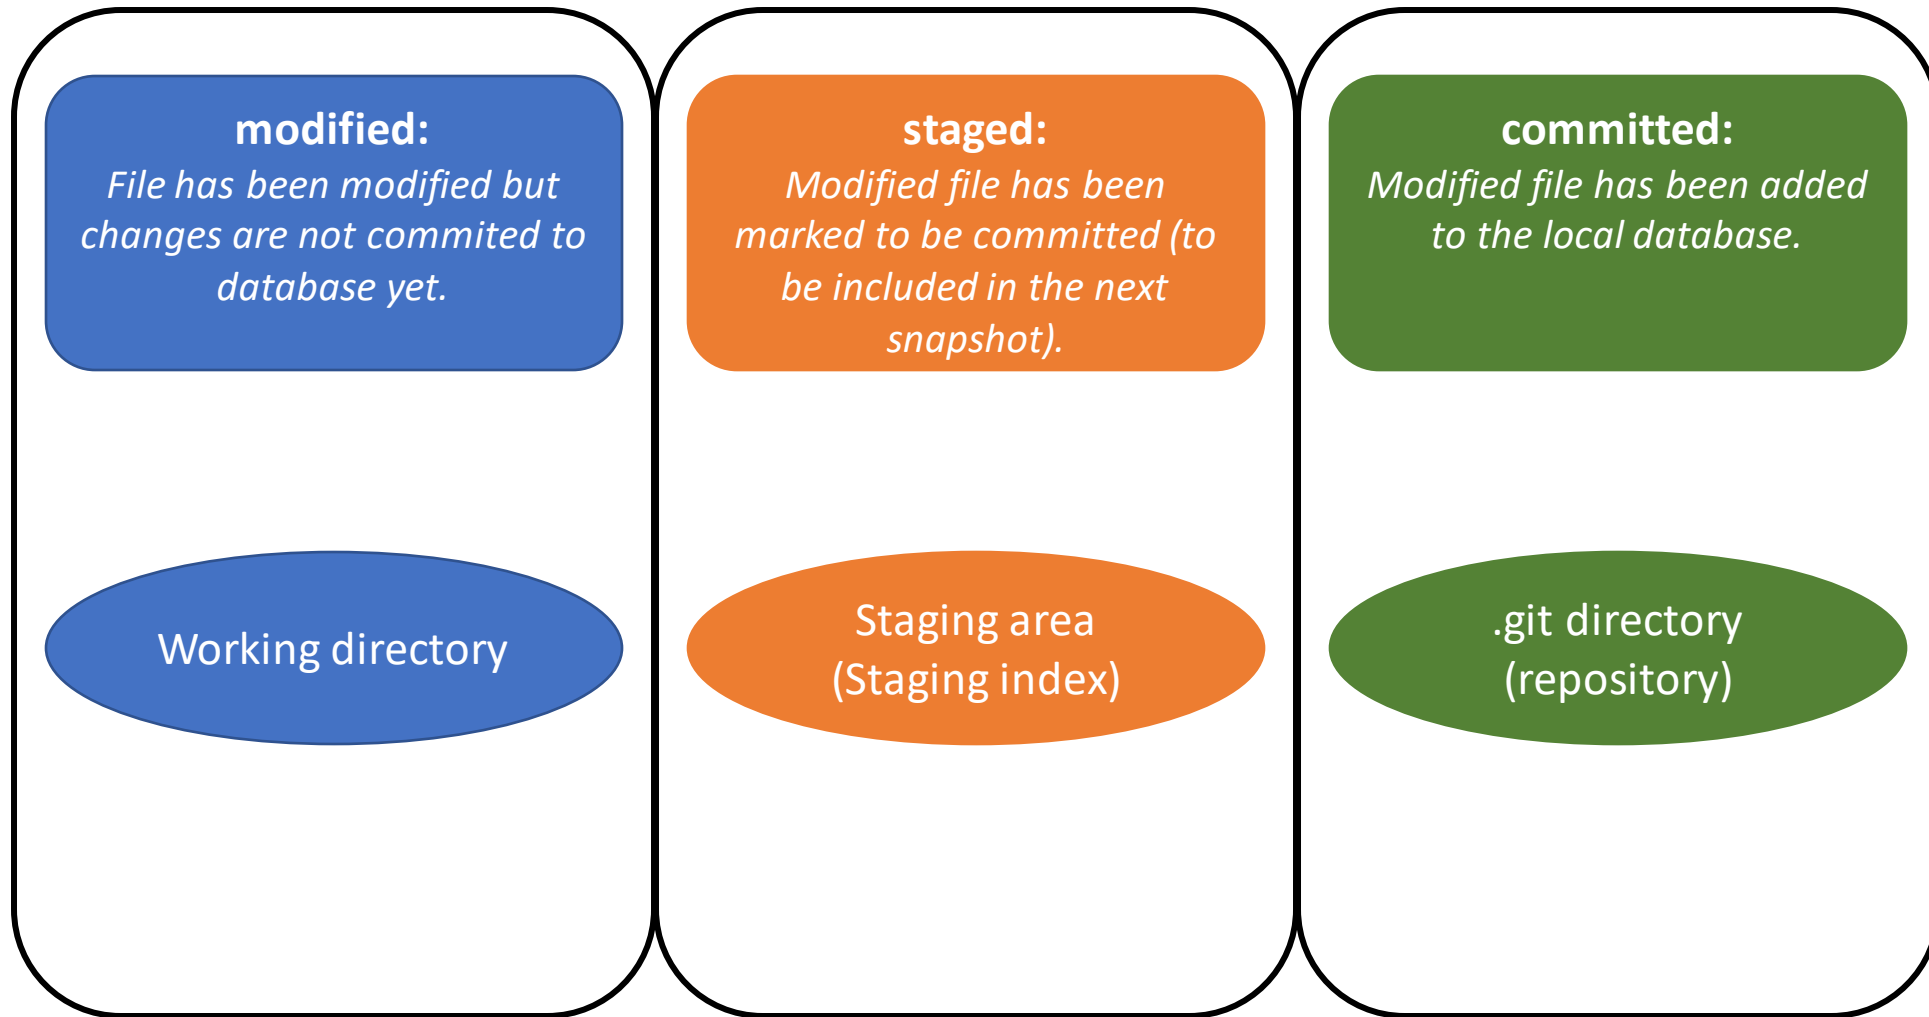 modified:
File has been modified but
changes are not commited to
database yet.
staged:
Modified file has been
marked to be committed (to
be included in the next
snapshot).
committed:
Modified file has been added
to the local database.
Working directory
Staging area
(Staging index)
.git directory
(repository)